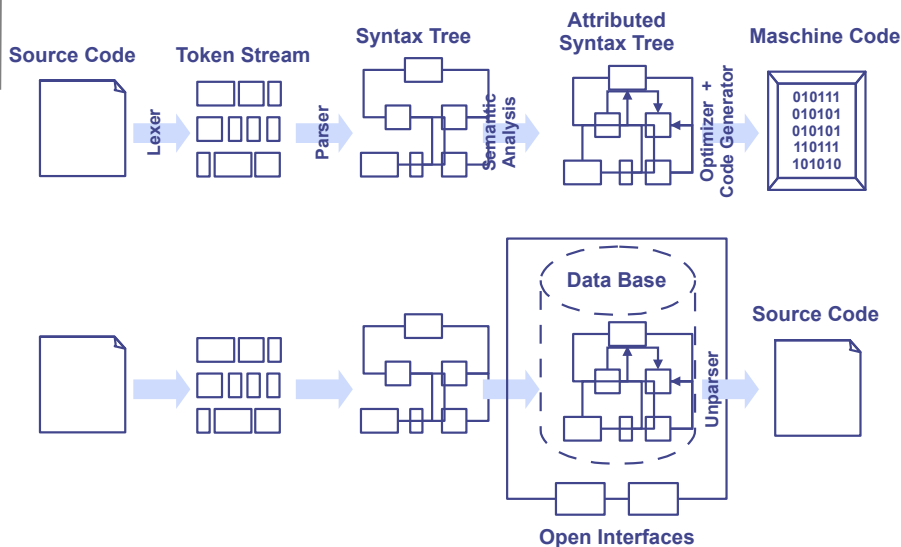 Source Code
Token Stream
Syntax Tree
Attributed
Syntax Tree
Maschine Code
Lexer
Parser
Semantic
Analysis
Optimizer +
Code Generator
010111
010101
010101
110111
101010
Data Base
Unparser
Source Code
Open Interfaces